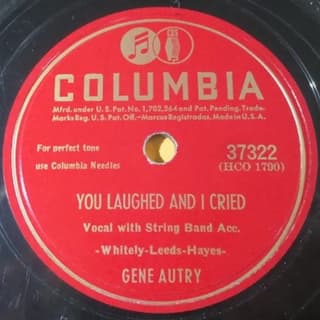 CBS
COLUMBIA
Mfrd. under U.S. Pat. No. 1,702,264 and Pat. Pending, Trade-
Marks Reg. U.S. Pat. Off.–Marcas Registradas. Made in U.S.A.
For perfect tone
use Columbia Needles
37322
(HCO 1790)
YOU LAUGHED AND I CRIED
Vocal with String Band Acc.
-Whitely-Leeds-Hayes-
GENE AUTRY